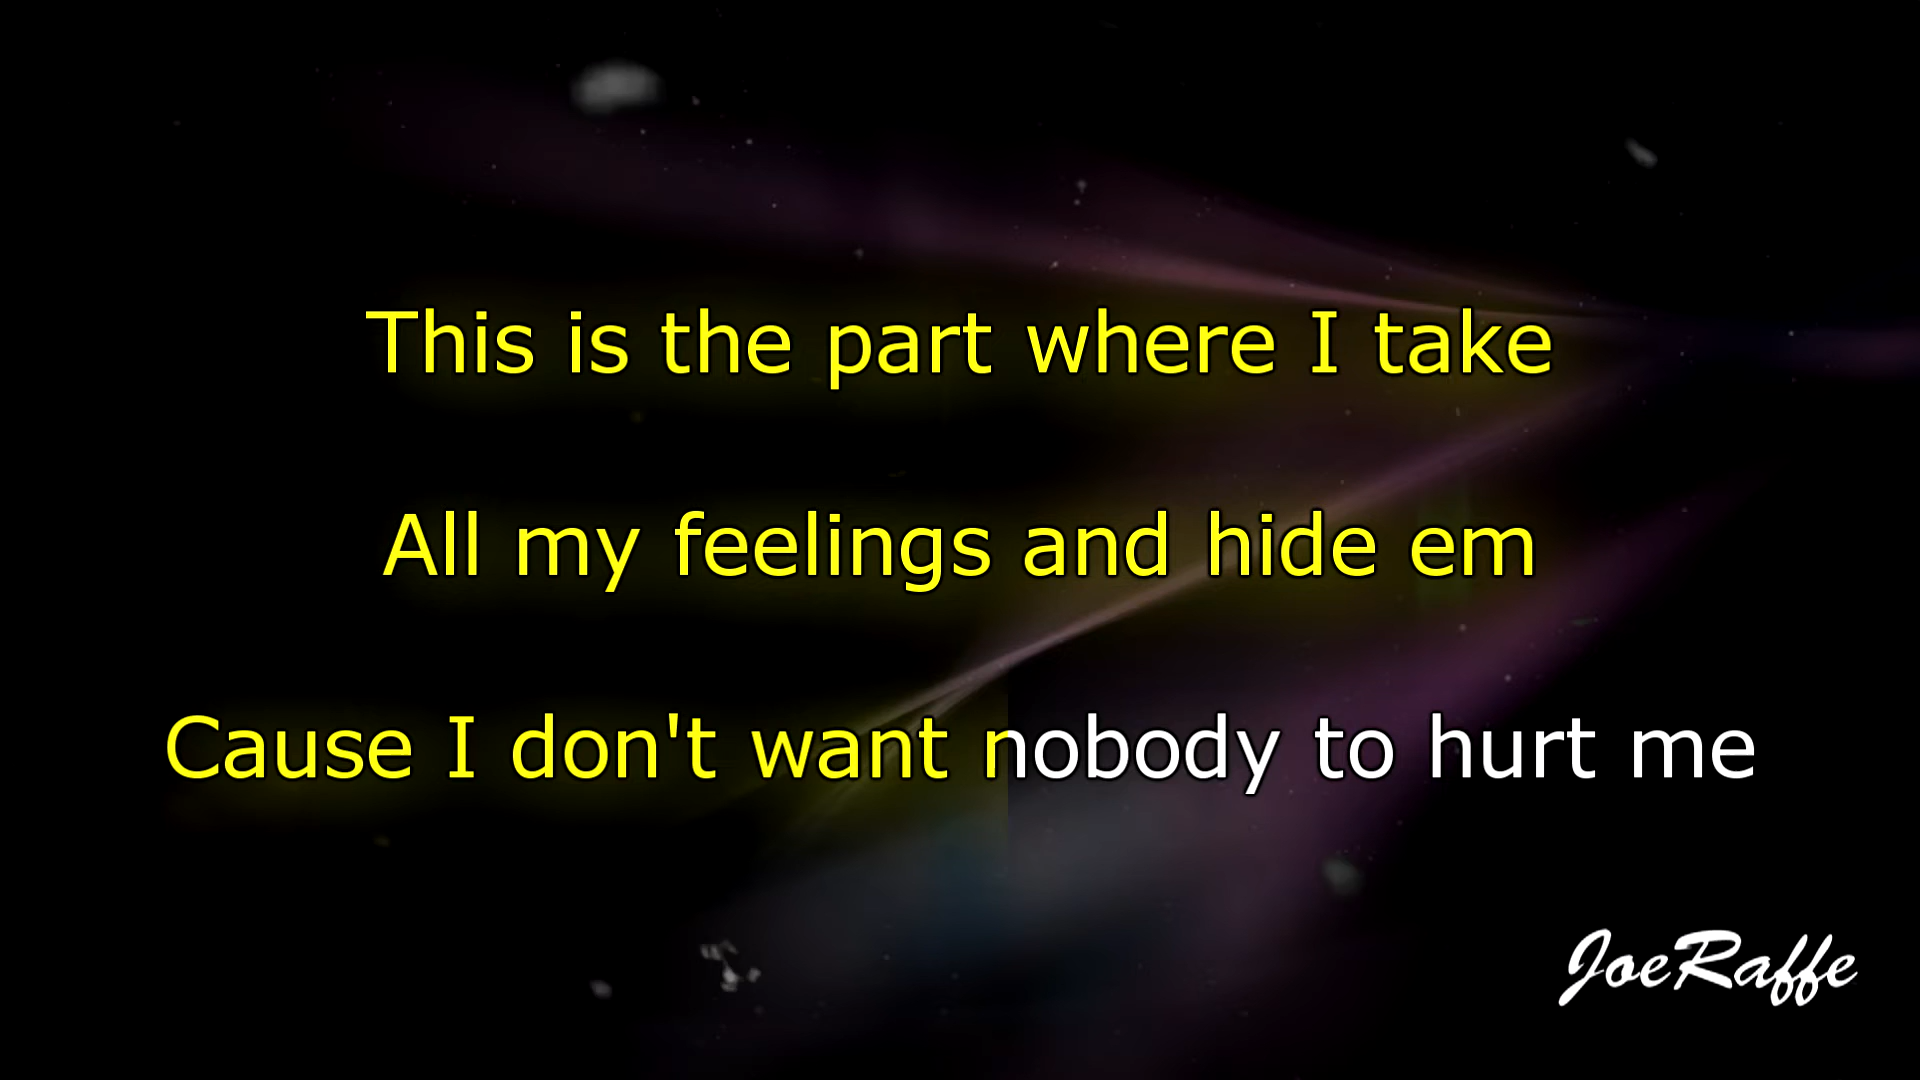 This is the part where I take
All my feelings and hide em
Cause I don't want nobody to hurt me
JoeRaffe